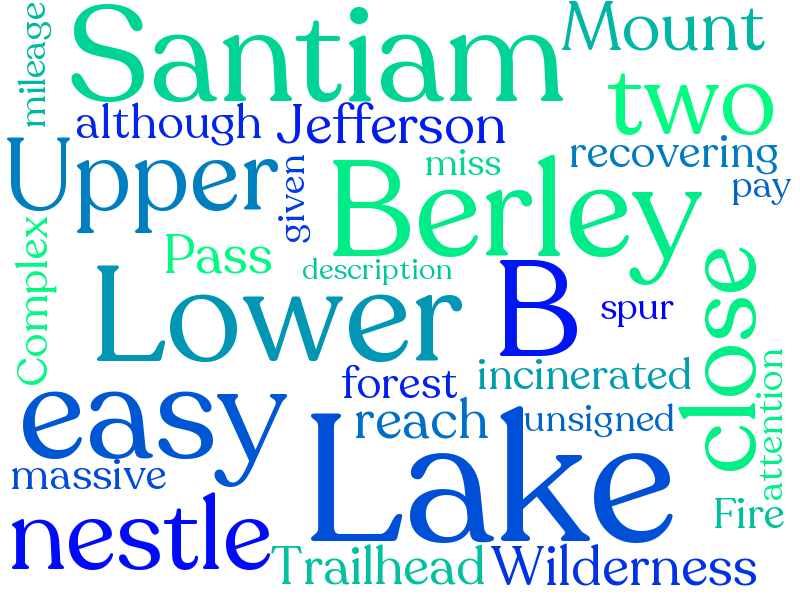 mileage
Santiam
Mount
two
although
Jefferson
Upper
given
miss
recovering
pay
Berley
Complex
Pass
description
Lower
B
spur
close
easy
forest
incinerated
reach
unsigned
attention
massive
Lake
Fire
nestle
Trailhead
Wilderness